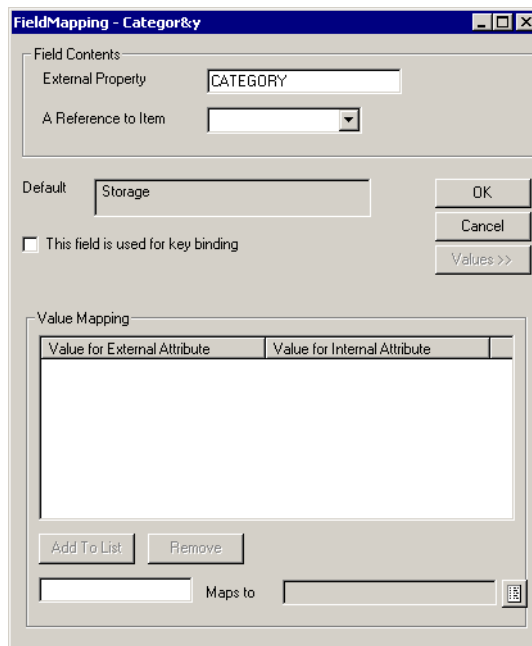 FieldMapping - Categor&y
Field Contents
External Property CATEGORY
A Reference to Item
Default Storage
OK
Cancel
This field is used for key binding
Values >>
Value Mapping
Value for External Attribute Value for Internal Attribute
Add To List Remove
Maps to